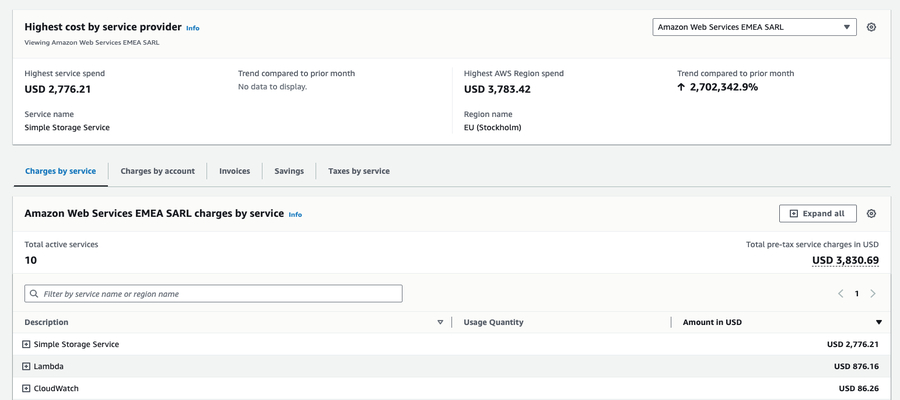 Highest cost by service provider Info
Viewing Amazon Web Services EMEA SARL
Amazon Web Services EMEA SARL
Highest service spend
USD 2,776.21
Trend compared to prior month
No data to display.
Service name
Simple Storage Service
Highest AWS Region spend
USD 3,783.42
Trend compared to prior month
↑ 2,702,342.9%
Region name
EU (Stockholm)
Charges by service
Charges by account
Invoices
Savings
Taxes by service
Amazon Web Services EMEA SARL charges by service Info
Expand all
Total active services
10
Total pre-tax service charges in USD
USD 3,830.69
Filter by service name or region name
1
Description Usage Quantity Amount in USD
Simple Storage Service USD 2,776.21
Lambda USD 876.16
CloudWatch USD 86.26